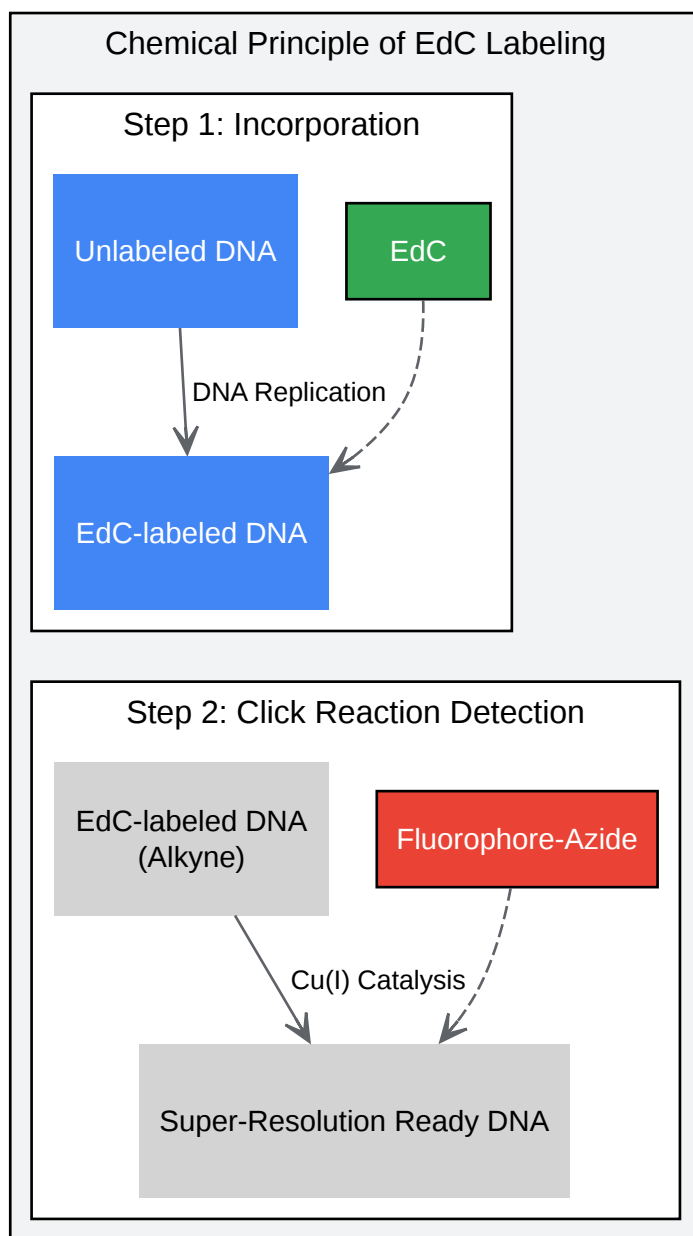 Chemical Principle of EdC Labeling
Step 1: Incorporation
Unlabeled DNA
EdC
DNA Replication
EdC-labeled DNA
Step 2: Click Reaction Detection
EdC-labeled DNA
(Alkyne)
Fluorophore-Azide
Cu(I) Catalysis
Super-Resolution Ready DNA